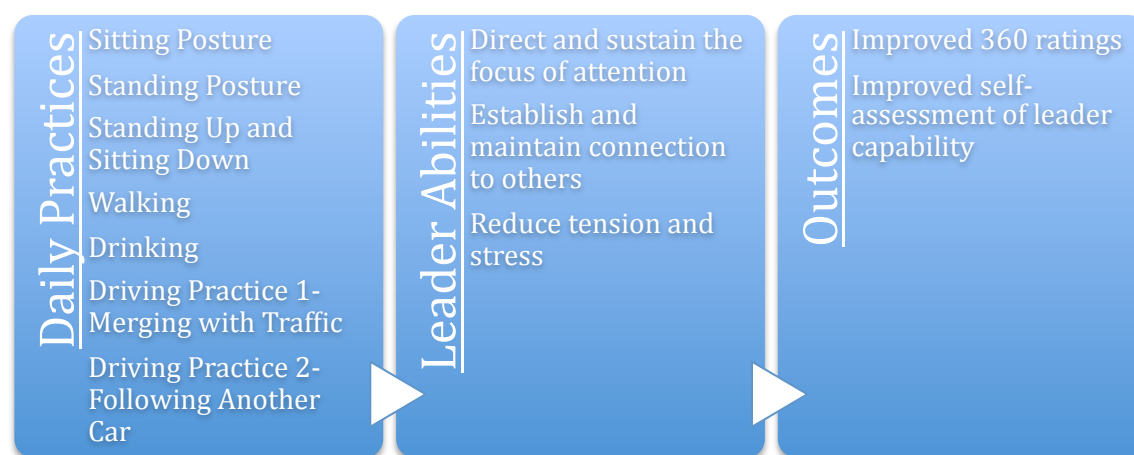 Daily Practices
Sitting Posture
Standing Posture
Standing Up and
Sitting Down
Walking
Drinking
Driving Practice 1-
Merging with Traffic
Driving Practice 2-
Following Another
Car
Leader Abilities
Direct and sustain the
focus of attention
Establish and
maintain connection
to others
Reduce tension and
stress
Outcomes
Improved 360 ratings
Improved self-
assessment of leader
capability